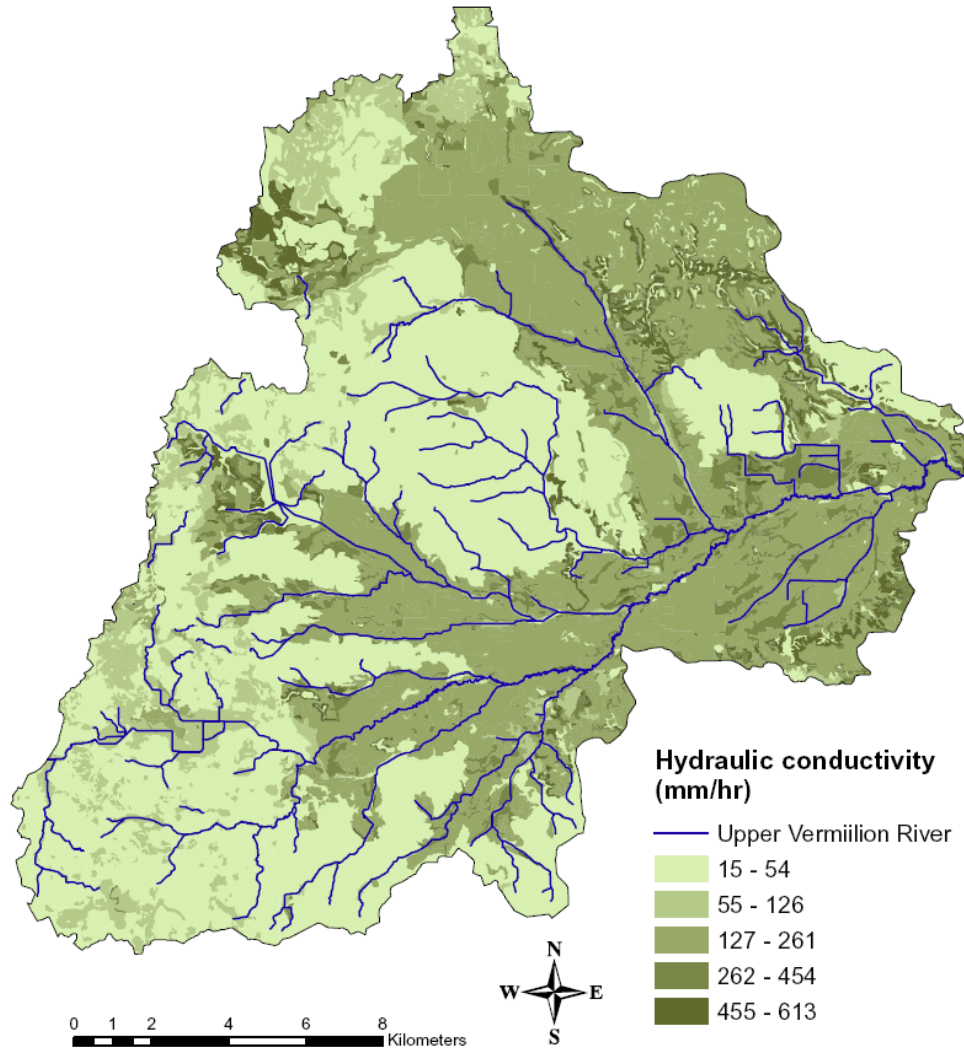 Hydraulic conductivity
(mm/hr)
Upper Vermiilion River
15 - 54
55 - 126
127 - 261
262 - 454
455 - 613
N
W E
S
0 1 2 4 6 8
Kilometers